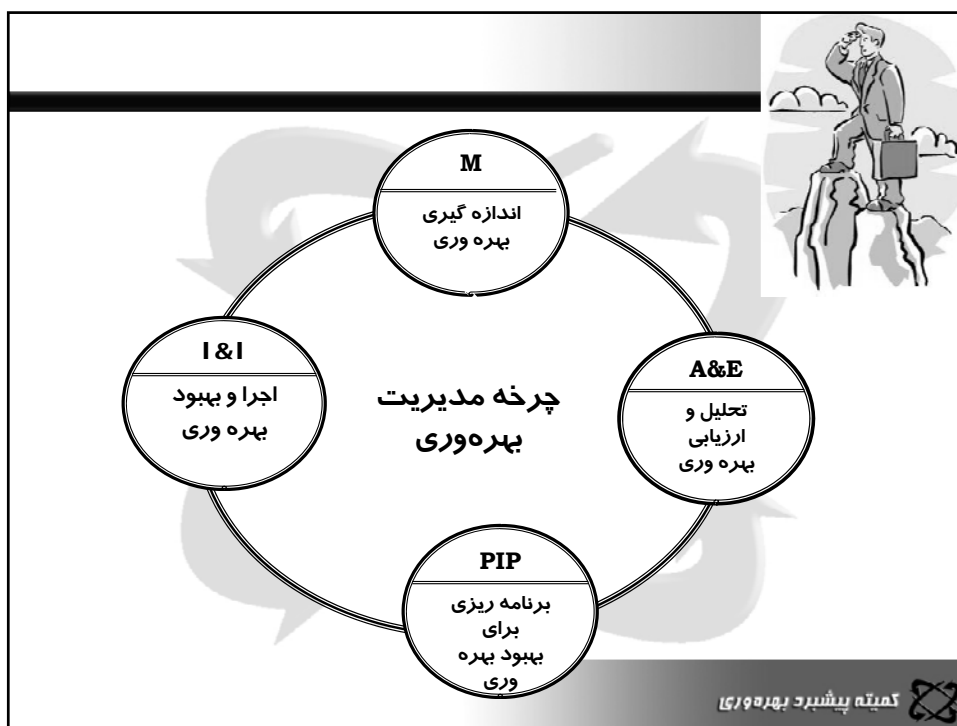 M
اندازه گیری
بهره وری
A&E
تحلیل و
ارزیابی
بهره وری
PIP
برنامه ریزی
برای
بهبود بهره
وری
I &I
اجرا و بهبود
بهره وری
چرخه مدیریت
بهره‌وری
کمیته پیشبرد بهره‌وری